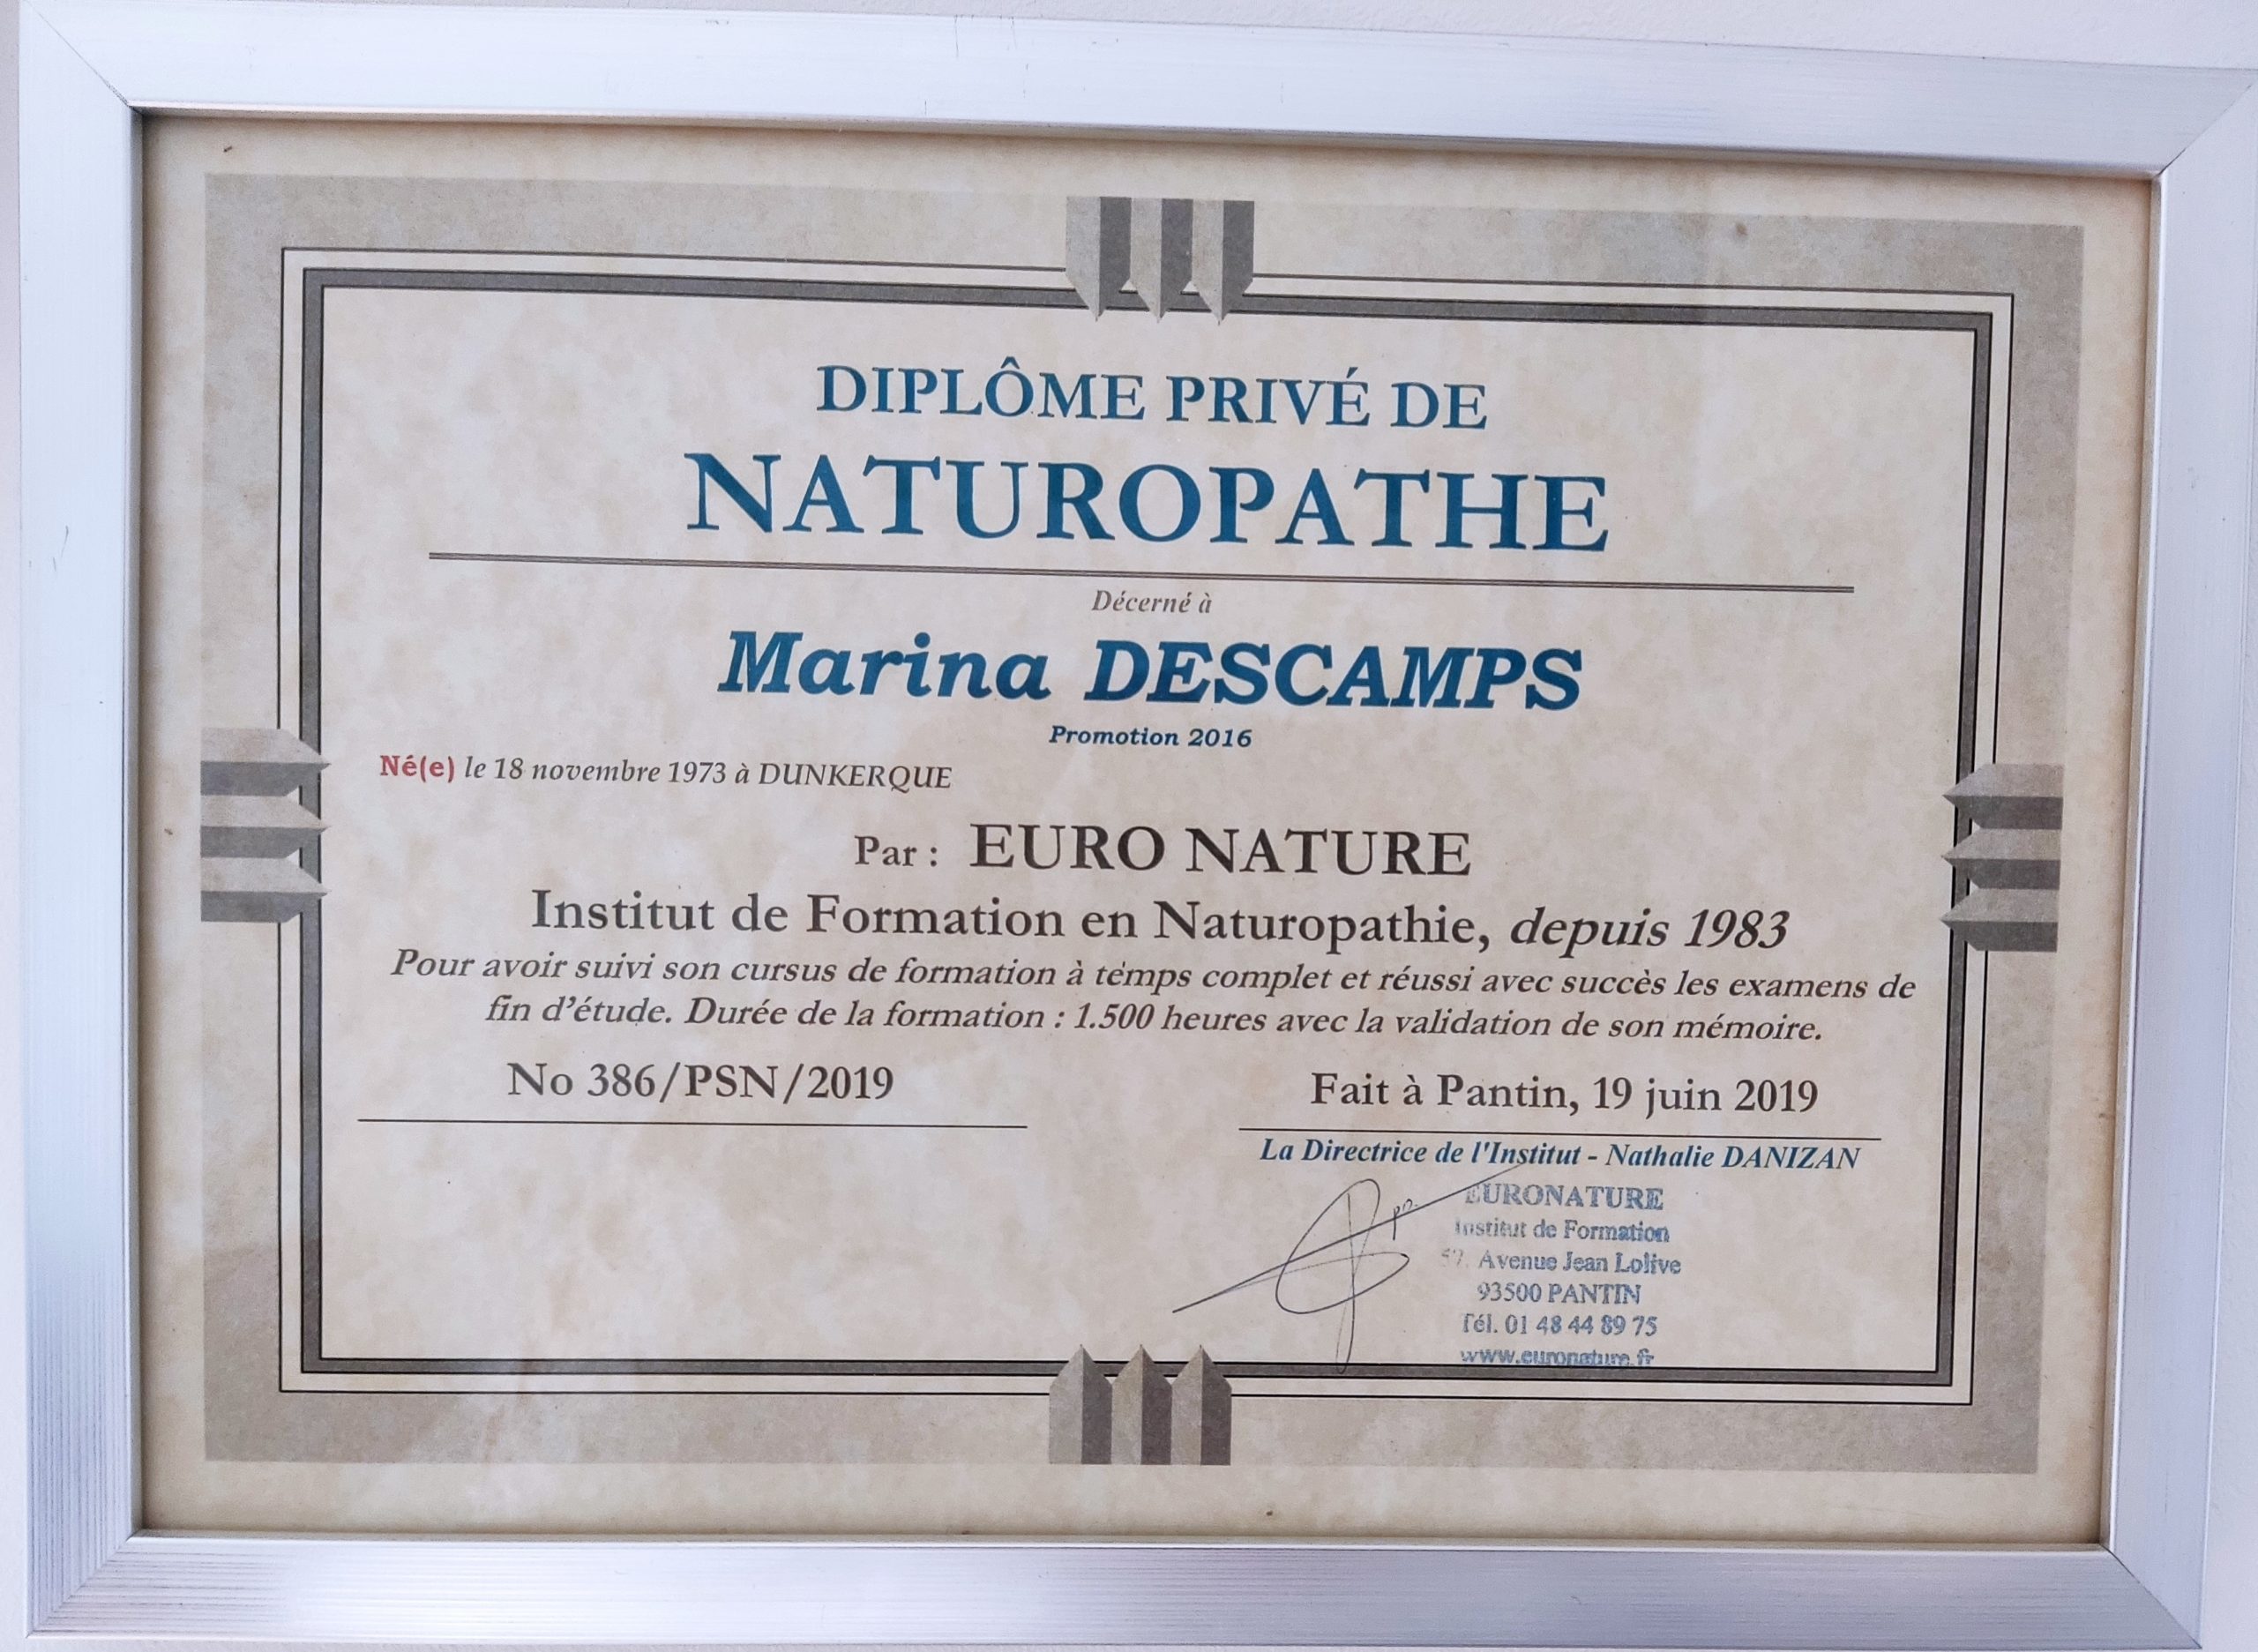 DIPLÔME PRIVÉ DE
NATUROPATHE
Décerné à
Marina DESCAMPS
Promotion 2016
Né(e) le 18 novembre 1973 à DUNKERQUE
Par : EURO NATURE
Institut de Formation en Naturopathie, depuis 1983
Pour avoir suivi son cursus de formation à temps complet et réussi avec succès les examens de
fin d'étude. Durée de la formation : 1.500 heures avec la validation de son mémoire.
No 386/PSN/2019
Fait à Pantin, 19 juin 2019
La Directrice de l'Institut - Nathalie DANIZAN
po
EURONATURE
Institut de Formation
Avenue Jean Lolive
93500 PANTIN
Tél. 01 48 44 89 75
www.euronature.fr